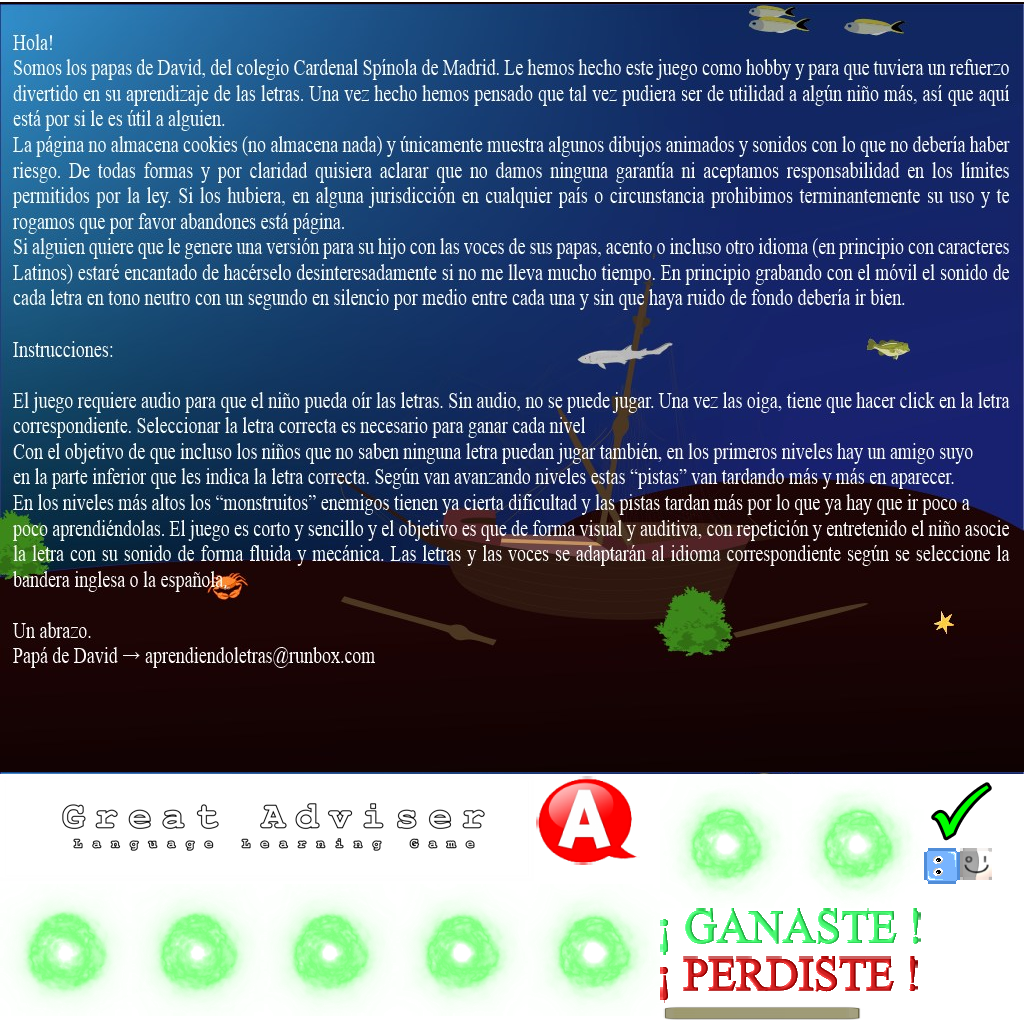 Hola!
Somos los papas de David, del colegio Cardenal Spínola de Madrid. Le hemos hecho este juego como hobby y para que tuviera un refuerzo
divertido en su aprendizaje de las letras. Una vez hecho hemos pensado que tal vez pudiera ser de utilidad a algún niño más, así que aquí
está por si le es útil a alguien.
La página no almacena cookies (no almacena nada) y únicamente muestra algunos dibujos animados y sonidos con lo que no debería haber
riesgo. De todas formas y por claridad quisiera aclarar que no damos ninguna garantía ni aceptamos responsabilidad en los límites
permitidos por la ley. Si los hubiera, en alguna jurisdicción en cualquier país o circunstancia prohibimos terminantemente su uso y te
rogamos que por favor abandones está página.
Si alguien quiere que le genere una versión para su hijo con las voces de sus papas, acento o incluso otro idioma (en principio con caracteres
Latinos) estaré encantado de hacérselo desinteresadamente si no me lleva mucho tiempo. En principio grabando con el móvil el sonido de
cada letra en tono neutro con un segundo en silencio por medio entre cada una y sin que haya ruido de fondo debería ir bien.
Instrucciones:
El juego requiere audio para que el niño pueda oír las letras. Sin audio, no se puede jugar. Una vez las oiga, tiene que hacer click en la letra
correspondiente. Seleccionar la letra correcta es necesario para ganar cada nivel
Con el objetivo de que incluso los niños que no saben ninguna letra puedan jugar también, en los primeros niveles hay un amigo suyo
en la parte inferior que les indica la letra correcta. Según van avanzando niveles estas “pistas” van tardando más y más en aparecer.
En los niveles más altos los “monstruitos” enemigos tienen ya cierta dificultad y las pistas tardan más por lo que ya hay que ir poco a
poco aprendiéndolas. El juego es corto y sencillo y el objetivo es que de forma visual y auditiva, con repetición y entretenido el niño asocie
la letra con su sonido de forma fluida y mecánica. Las letras y las voces se adaptarán al idioma correspondiente según se seleccione la
bandera inglesa o la española.
Un abrazo.
Papá de David → aprendiendoletras@runbox.com
Great Adviser
Language Learning Game
A
¡ GANASTE !
¡ PERDISTE !